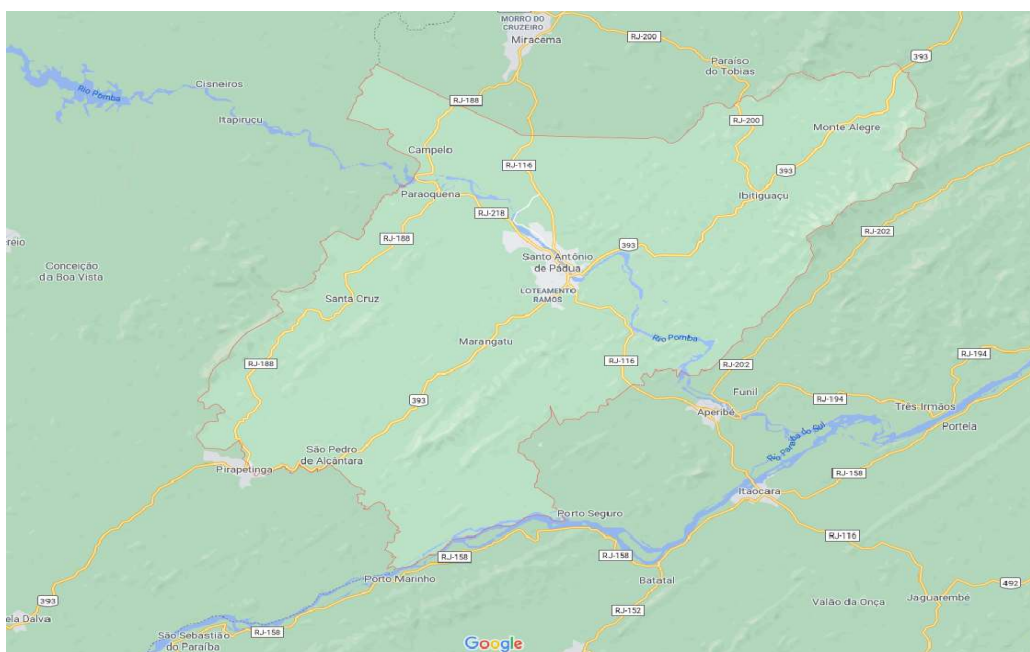 MORRO DO
CRUZEIRO
Miracema
RJ-200
393
Paraíso
do Tobias
Cisneiros
Rio Pomba
RJ-188
Itapiruçu
RJ-200
Monte Alegre
Campelo
RJ-116
393
Paraoquena
Ibitiguaçu
RJ-218
RJ-202
RJ-188
393
réio
Santo Antônio
de Pádua
Conceição
da Boa Vista
LOTEAMENTO
RAMOS
Santa Cruz
Rio Pomba
Marangatu
RJ-194
RJ-188
RJ-116
RJ-202
Funil
393
RJ-194
Três Irmãos
Aperibé
Portela
Rio Paraíba do Sul
São Pedro
de Alcântara
Pirapetinga
RJ-158
Itaocara
Porto Seguro
RJ-116
RJ-158
RJ-158
Porto Marinho
Batatal
492
393
Jaguarembé
Valão da Onça
RJ-152
ela Dalva
São Sebastião
do Paraíba
RJ-158
Google